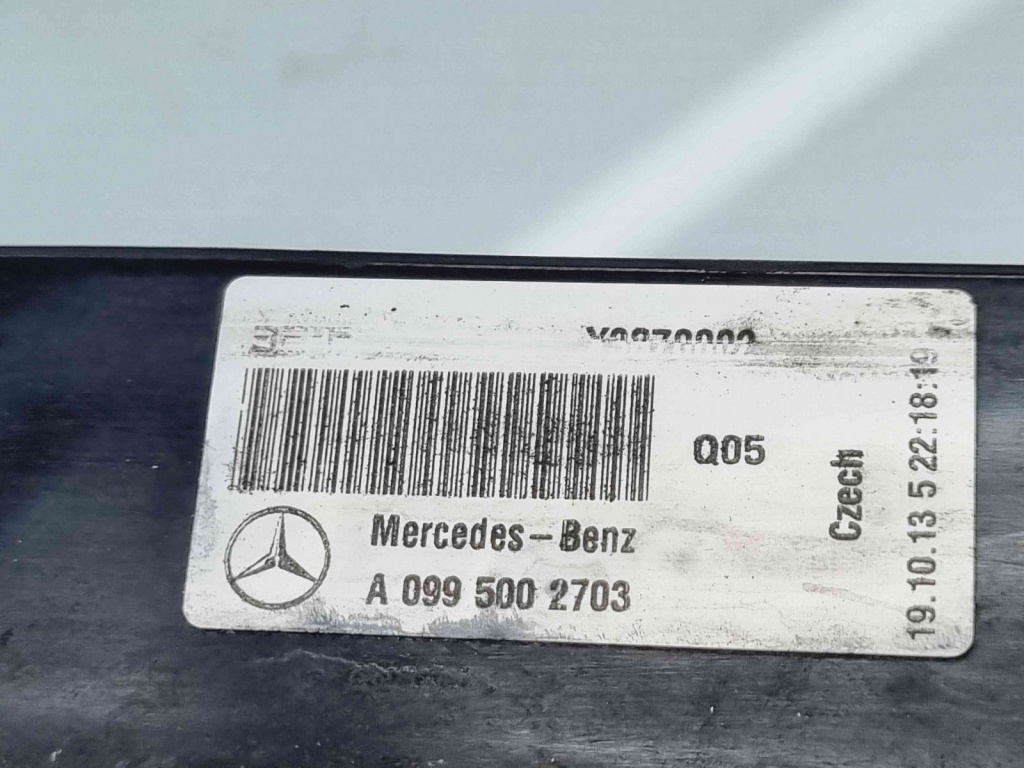 Q05
Mercedes-Benz
A 099 500 2703
Czech
19.10.13 5 22:18:19